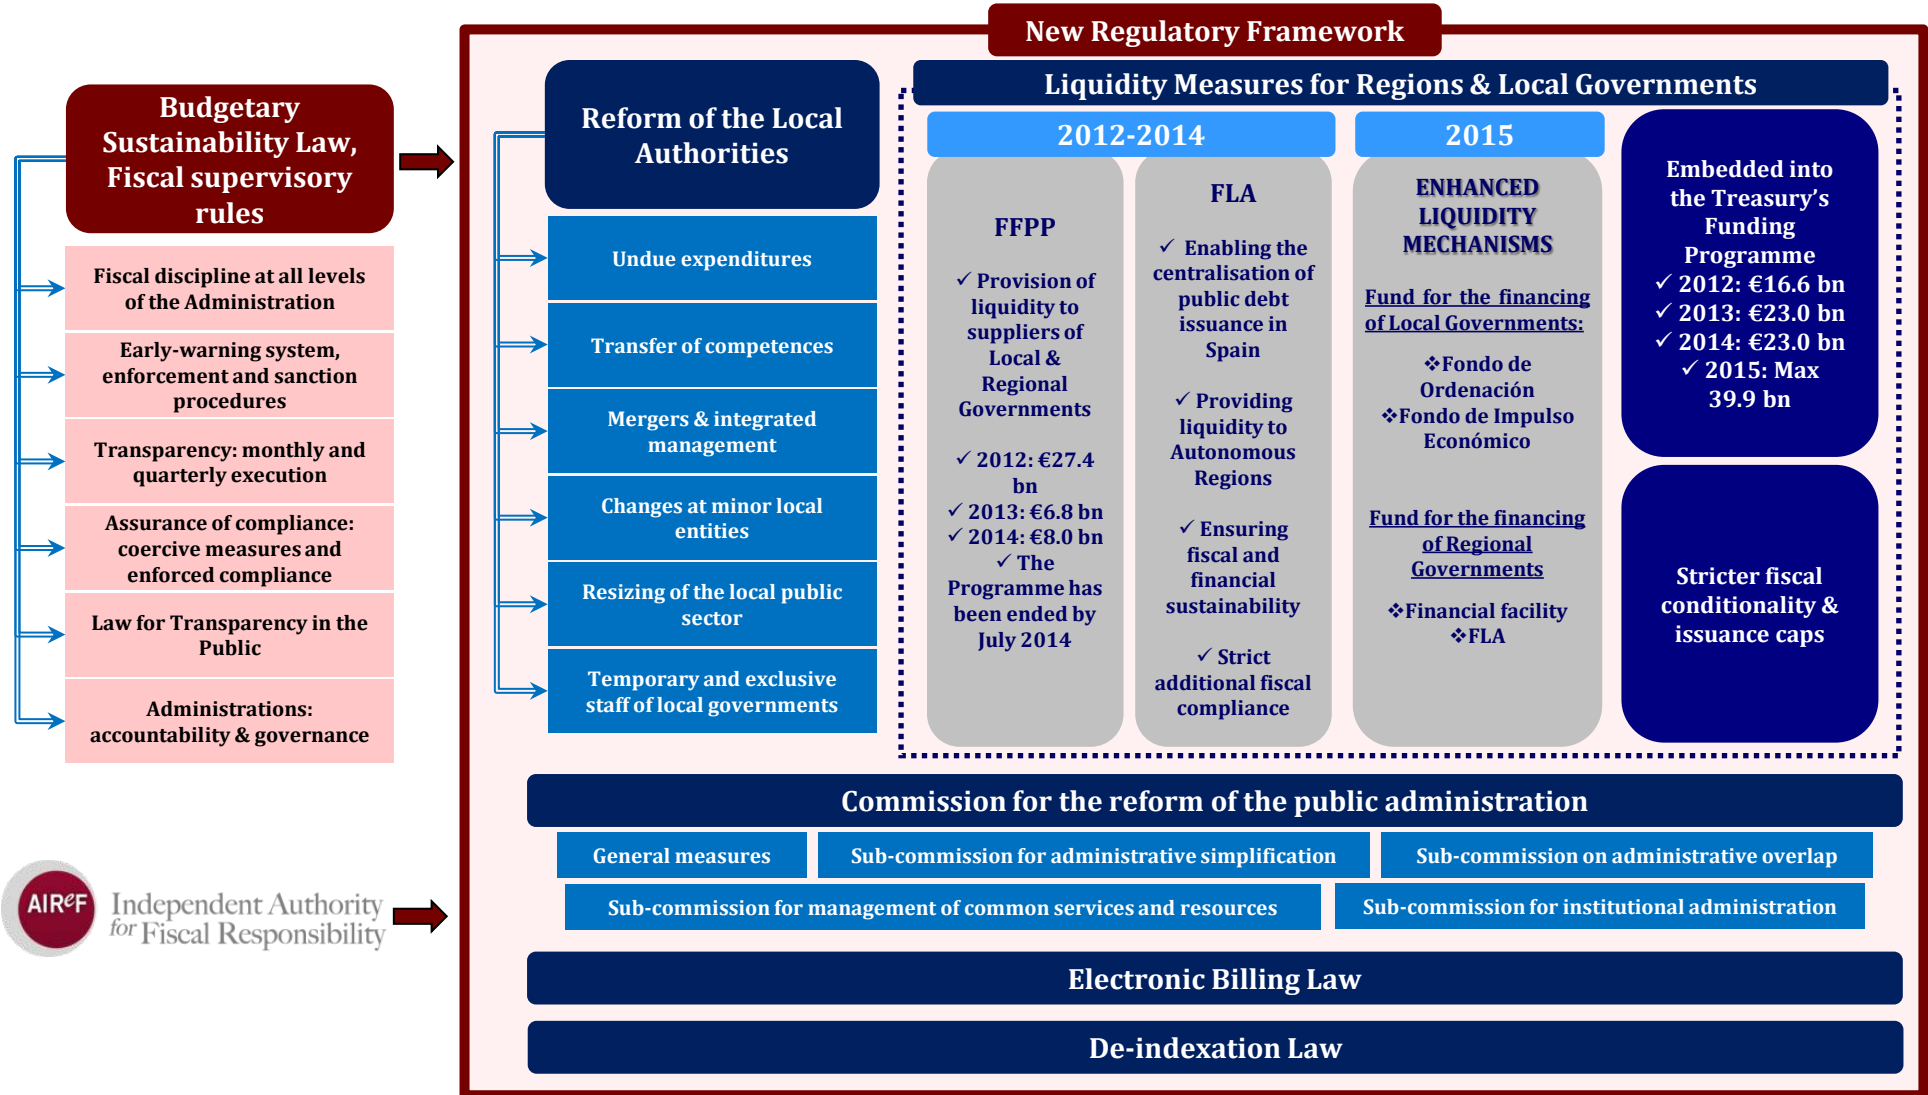 New Regulatory Framework
Budgetary
Sustainability Law,
Fiscal supervisory
rules
Fiscal discipline at all levels
of the Administration
Early-warning system,
enforcement and sanction
procedures
Transparency: monthly and
quarterly execution
Assurance of compliance:
coercive measures and
enforced compliance
Law for Transparency in the
Public
Administrations:
accountability & governance
AIReF
Independent Authority
for Fiscal Responsibility
Reform of the Local
Authorities
Undue expenditures
Transfer of competences
Mergers & integrated
management
Changes at minor local
entities
Resizing of the local public
sector
Temporary and exclusive
staff of local governments
Liquidity Measures for Regions & Local Governments
2012-2014
FFPP
✓ Provision of
liquidity to
suppliers of
Local &
Regional
Governments
✓ 2012: €27.4
bn
✓ 2013: €6.8 bn
✓ 2014: €8.0 bn
✓ The
Programme has
been ended by
July 2014
FLA
✓ Enabling the
centralisation of
public debt
issuance in
Spain
✓ Providing
liquidity to
Autonomous
Regions
✓ Ensuring
fiscal and
financial
sustainability
✓ Strict
additional fiscal
compliance
2015
ENHANCED
LIQUIDITY
MECHANISMS
Fund for the financing
of Local Governments:
❖Fondo de
Ordenación
❖Fondo de Impulso
Económico
Fund for the financing
of Regional
Governments
❖Financial facility
❖FLA
Embedded into
the Treasury’s
Funding
Programme
✓ 2012: €16.6 bn
✓ 2013: €23.0 bn
✓ 2014: €23.0 bn
✓ 2015: Max
39.9 bn
Stricter fiscal
conditionality &
issuance caps
Commission for the reform of the public administration
General measures
Sub-commission for administrative simplification
Sub-commission on administrative overlap
Sub-commission for management of common services and resources
Sub-commission for institutional administration
Electronic Billing Law
De-indexation Law